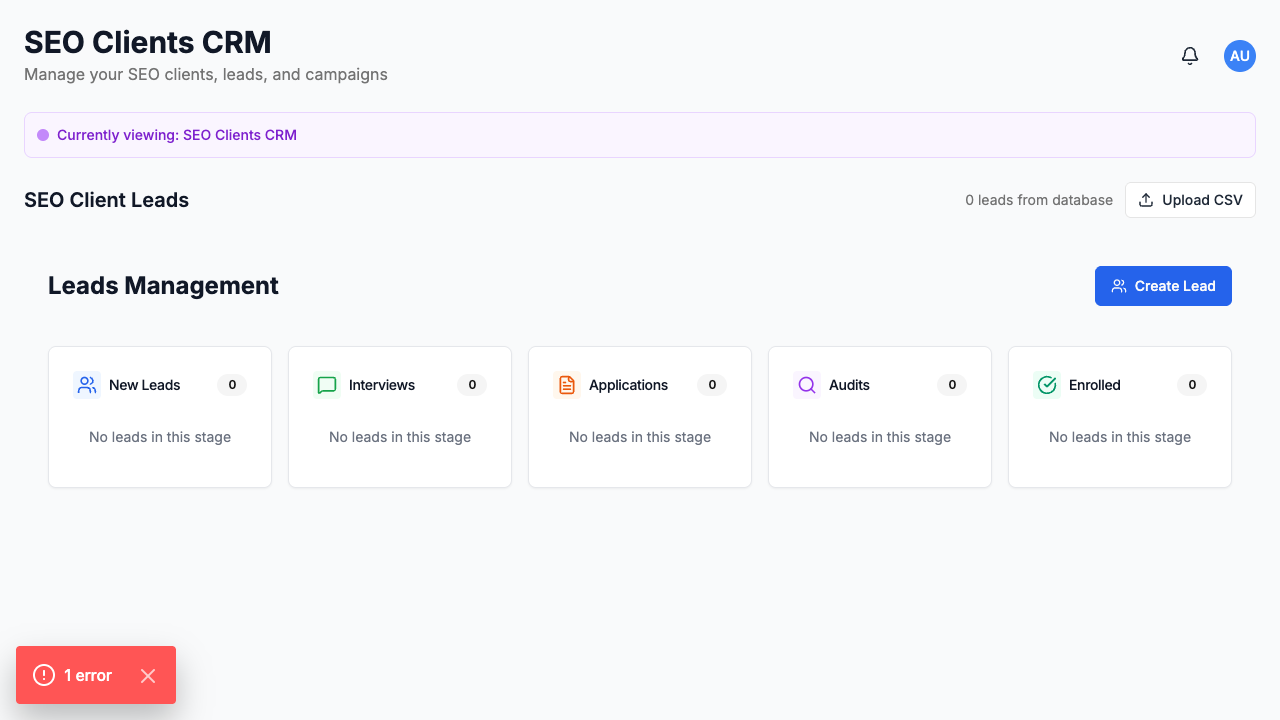 SEO Clients CRM
Manage your SEO clients, leads, and campaigns
AU
Currently viewing: SEO Clients CRM
SEO Client Leads
0 leads from database
Upload CSV
Leads Management
Create Lead
New Leads 0
No leads in this stage
Interviews 0
No leads in this stage
Applications 0
No leads in this stage
Audits 0
No leads in this stage
Enrolled 0
No leads in this stage
1 error